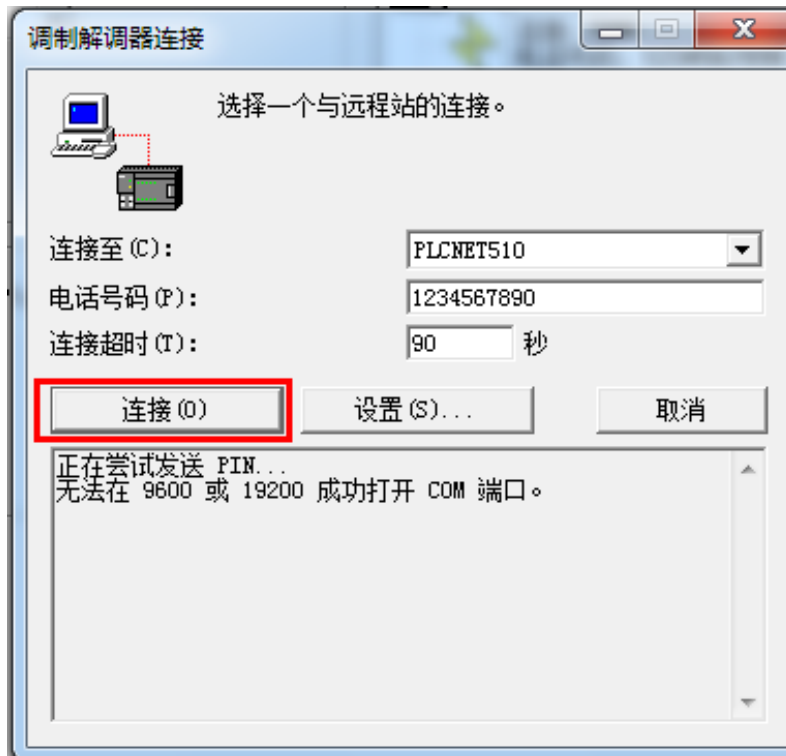 调制解调器连接
选择一个与远程站的连接。
连接至(C): PLCNET510
电话号码(P): 1234567890
连接超时(T): 90 秒
连接(O) 设置(S)... 取消
正在尝试发送 PIN...
无法在 9600 或 19200 成功打开 COM 端口。